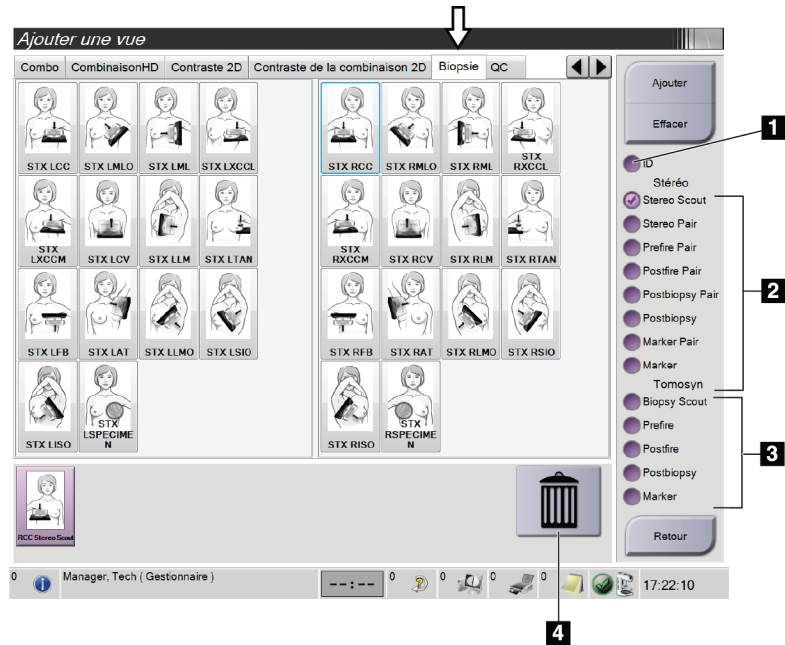 Ajouter une vue
Combo CombinaisonHD Contraste 2D Contraste de la combinaison 2D Biopsie QC
STX LCC STX LMLO STX LML STX LXCCL
STX RCC STX RMLO STX RML STX
RXCCL
STX
LXCCM STX LCV STX LLM STX LTAN
STX
RXCCM STX RCV STX RLN STX RTAN
STX LFB STX LAT STX LLMO STX LSIO
STX RFB STX RAT STX RLMO STX RSIO
STX LISO STX
LSPECIME
N
STX RISO STX
RSPECIME
N
RCC Stereo Scout
Ajouter
Effacer
ID
Stéréo
Stereo Scout
Stereo Pair
Prefire Pair
Postfire Pair
Postbiopsy Pair
Postbiopsy
Marker Pair
Marker
Tomosyn
Biopsy Scout
Prefire
Postfire
Postbiopsy
Marker
Retour
1
2
3
0 Manager, Tech ( Gestionnaire ) --:-- 0 0 0 0 17:22:10
4